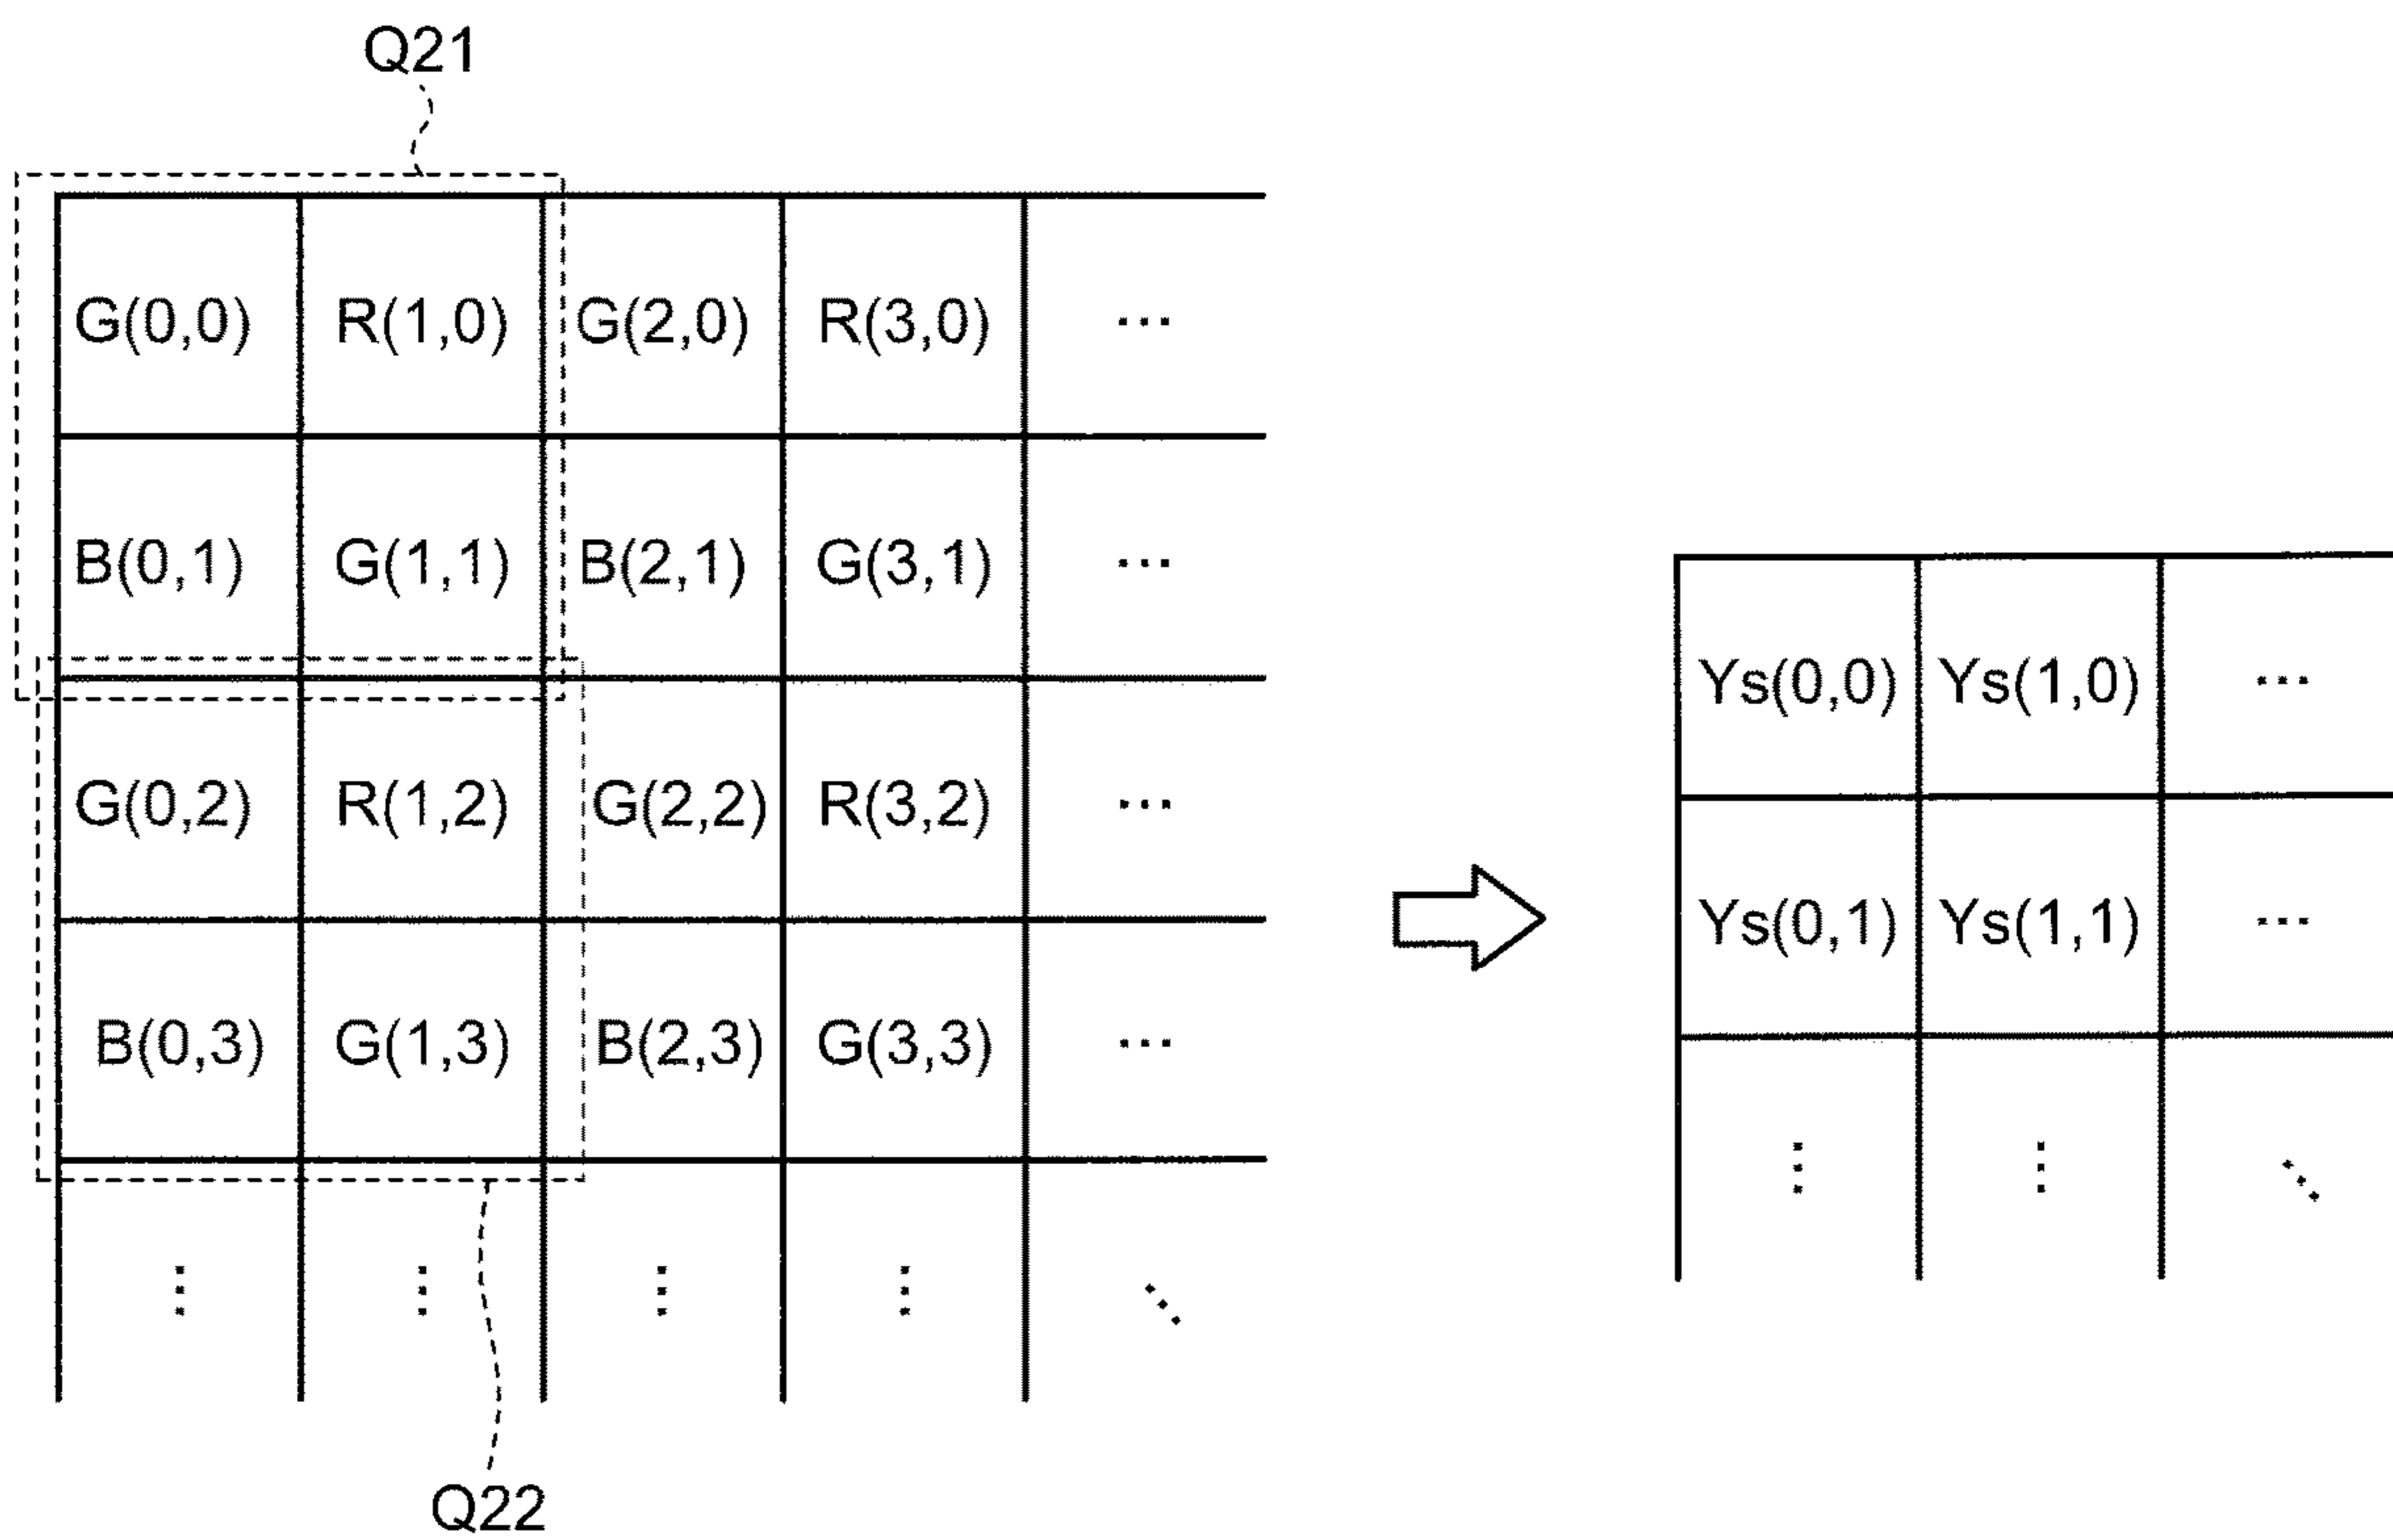 Q21
G(0,0) R(1,0) G(2,0) R(3,0) ...
B(0,1) G(1,1) B(2,1) G(3,1) ...
G(0,2) R(1,2) G(2,2) R(3,2) ...
B(0,3) G(1,3) B(2,3) G(3,3) ...
⋮ ⋮ ⋮ ⋮ ⋱
Q22
Ys(0,0) Ys(1,0) ...
Ys(0,1) Ys(1,1) ...
⋮ ⋮ ⋱